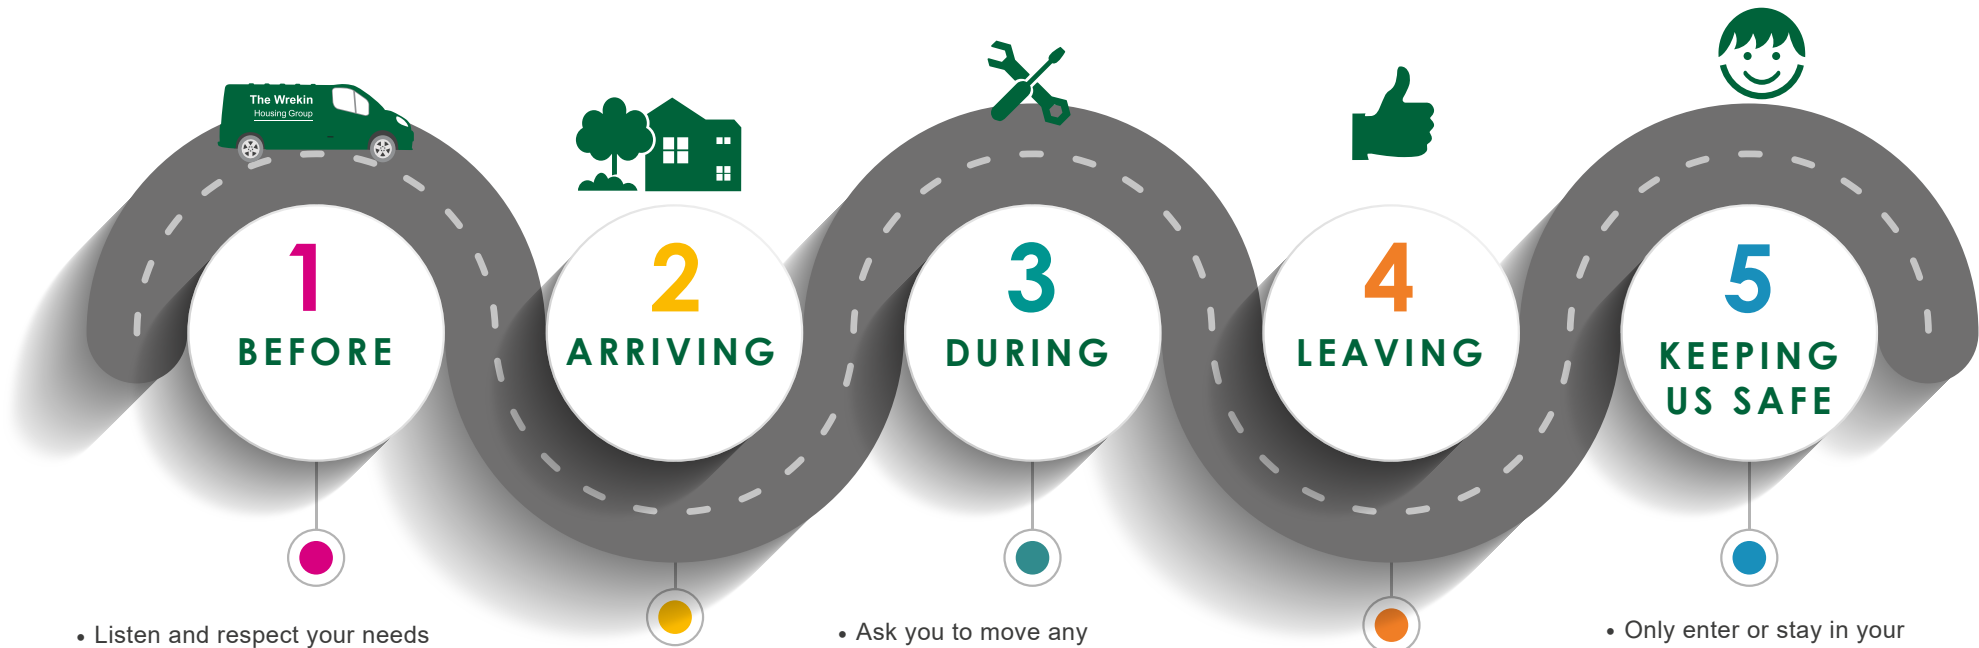 The Wrekin
Housing Group
1
BEFORE
2
ARRIVING
3
DURING
4
LEAVING
5
KEEPING
US SAFE
• Listen and respect your needs
• Ask you to move any
• Only enter or stay in your